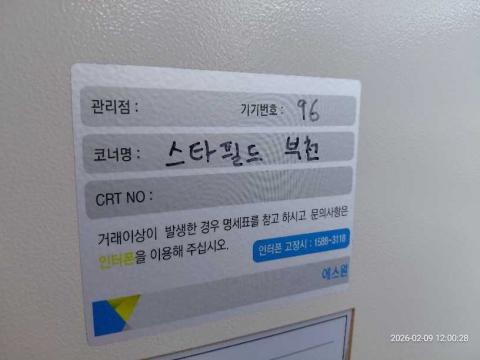 관리점 : 기기번호 : 96
코너명 : 스타필드 부천
CRT NO :
거래이상이 발생한 경우 명세표를 참고 하시고 문의사항은
인터폰을 이용해 주십시오.
인터폰 고장시 : 1588-3118
에스원
2026-02-09 12:00:28